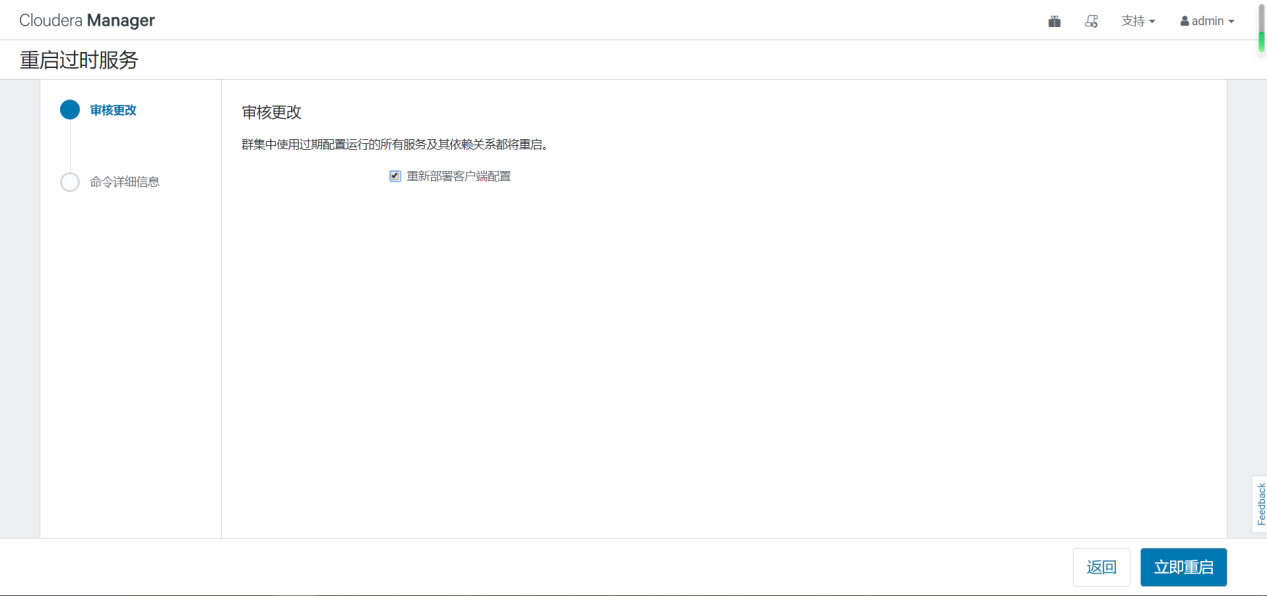 Cloudera Manager
支持
admin
重启过时服务
审核更改
命令详细信息
审核更改
群集中使用过期配置运行的所有服务及其依赖关系都将重启。
重新部署客户端配置
Feedback
返回
立即重启